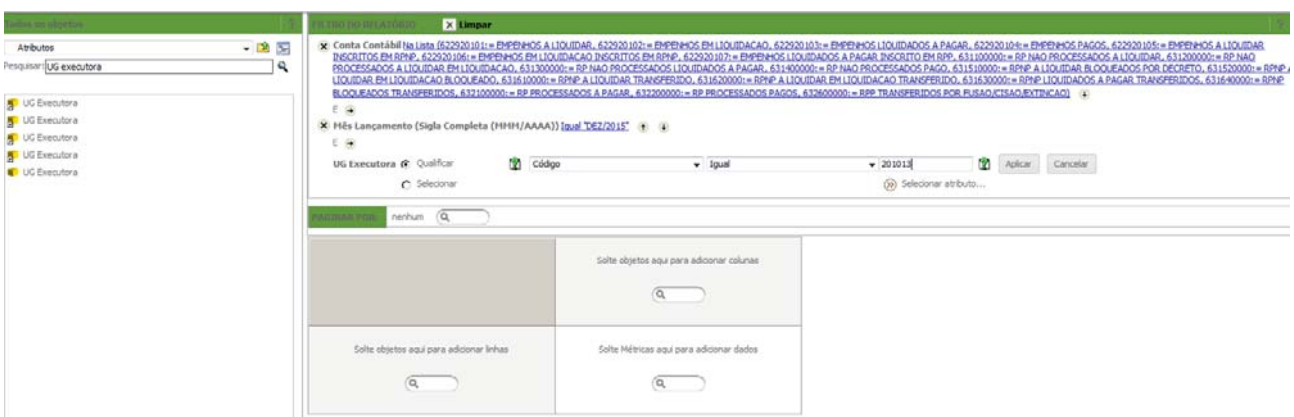 Todos os objetos ?
Atributos
Pesquisar: UG executora
UG Executora
UG Executora
UG Executora
UG Executora
UG Executora
FILTRO DO RELATÓRIO X Limpar ?
Conta Contábil Na Lista (622920101:= EMPENHOS A LIQUIDAR, 622920102:= EMPENHOS EM LIQUIDACAO, 622920103:= EMPENHOS LIQUIDADOS A PAGAR, 622920104:= EMPENHOS PAGOS, 622920105:= EMPENHOS A LIQUIDAR
INSCRITOS EM RPNP, 622920106:= EMPENHOS EM LIQUIDACAO INSCRITOS EM RPNP, 622920107:= EMPENHOS LIQUIDADOS A PAGAR INSCRITO EM RPP, 631100000:= RP NAO PROCESSADOS A LIQUIDAR, 631200000:= RP NAO
PROCESSADOS A LIQUIDAR EM LIQUIDACAO, 631300000:= RP NAO PROCESSADOS LIQUIDADOS A PAGAR, 631400000:= RP NAO PROCESSADOS PAGO, 631510000:= RPNP A LIQUIDAR BLOQUEADOS POR DECRETO, 631520000:= RPNP A
LIQUIDAR EM LIQUIDACAO BLOQUEADO, 631610000:= RPNP A LIQUIDAR TRANSFERIDO, 631620000:= RPNP A LIQUIDAR EM LIQUIDACAO TRANSFERIDO, 631630000:= RPNP LIQUIDADOS A PAGAR TRANSFERIDOS, 631640000:= RPNP
BLOQUEADOS TRANSFERIDOS, 632100000:= RP PROCESSADOS A PAGAR, 632200000:= RP PROCESSADOS PAGOS, 632600000:= RPP TRANSFERIDOS POR FUSAO/CISAO/EXTINCAO)
E
Mês Lançamento (Sigla Completa (MMM/AAAA)) Igual "DEZ/2015"
E
UG Executora Qualificar Código Igual 201013 Aplicar Cancelar
Selecionar Selecionar atributo...
PAGINAR POR: nenhum
Solte objetos aqui para adicionar colunas
Solte objetos aqui para adicionar linhas
Solte Métricas aqui para adicionar dados